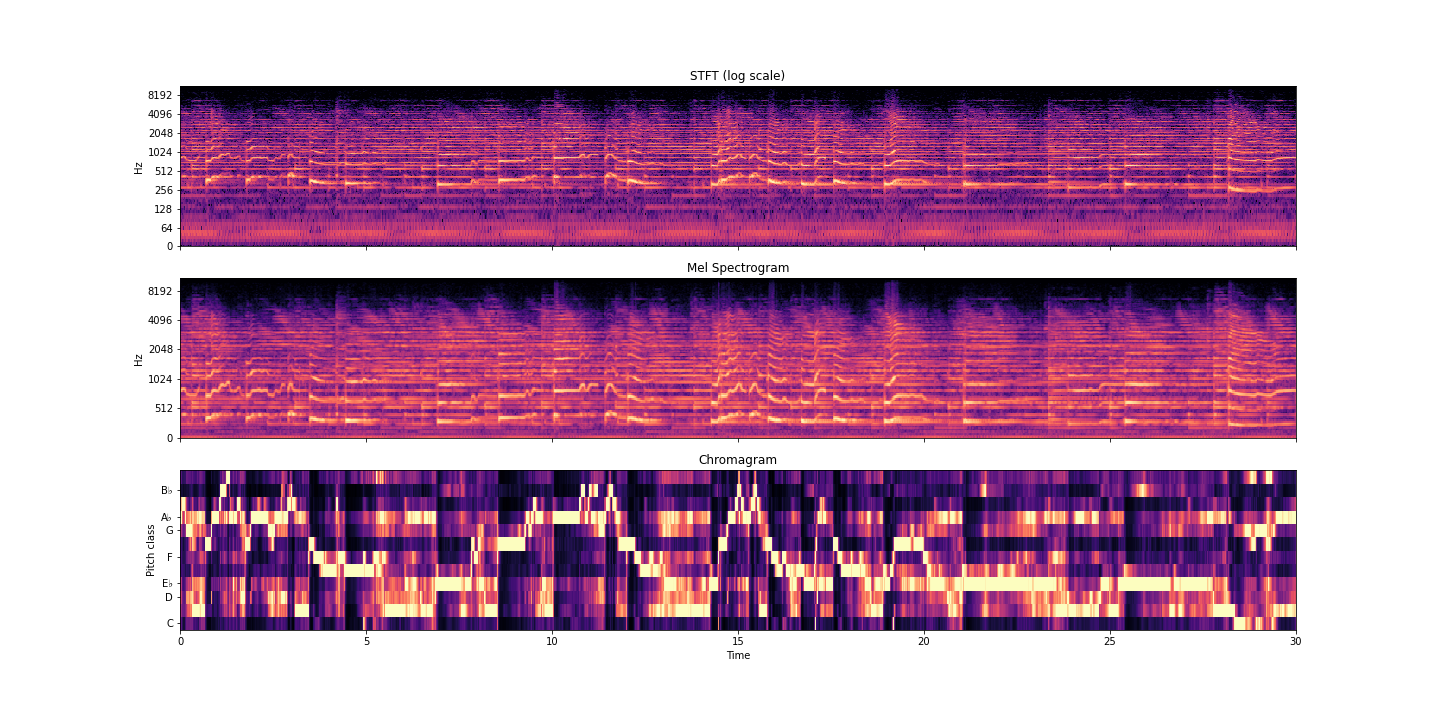 STFT (log scale)
8192
4096
2048
1024
512
256
128
64
0
Hz
Mel Spectrogram
8192
4096
2048
1024
512
0
Hz
Chromagram
B♭
A♭
G
F
E♭
D
C
Pitch class
0 5 10 15 20 25 30
Time